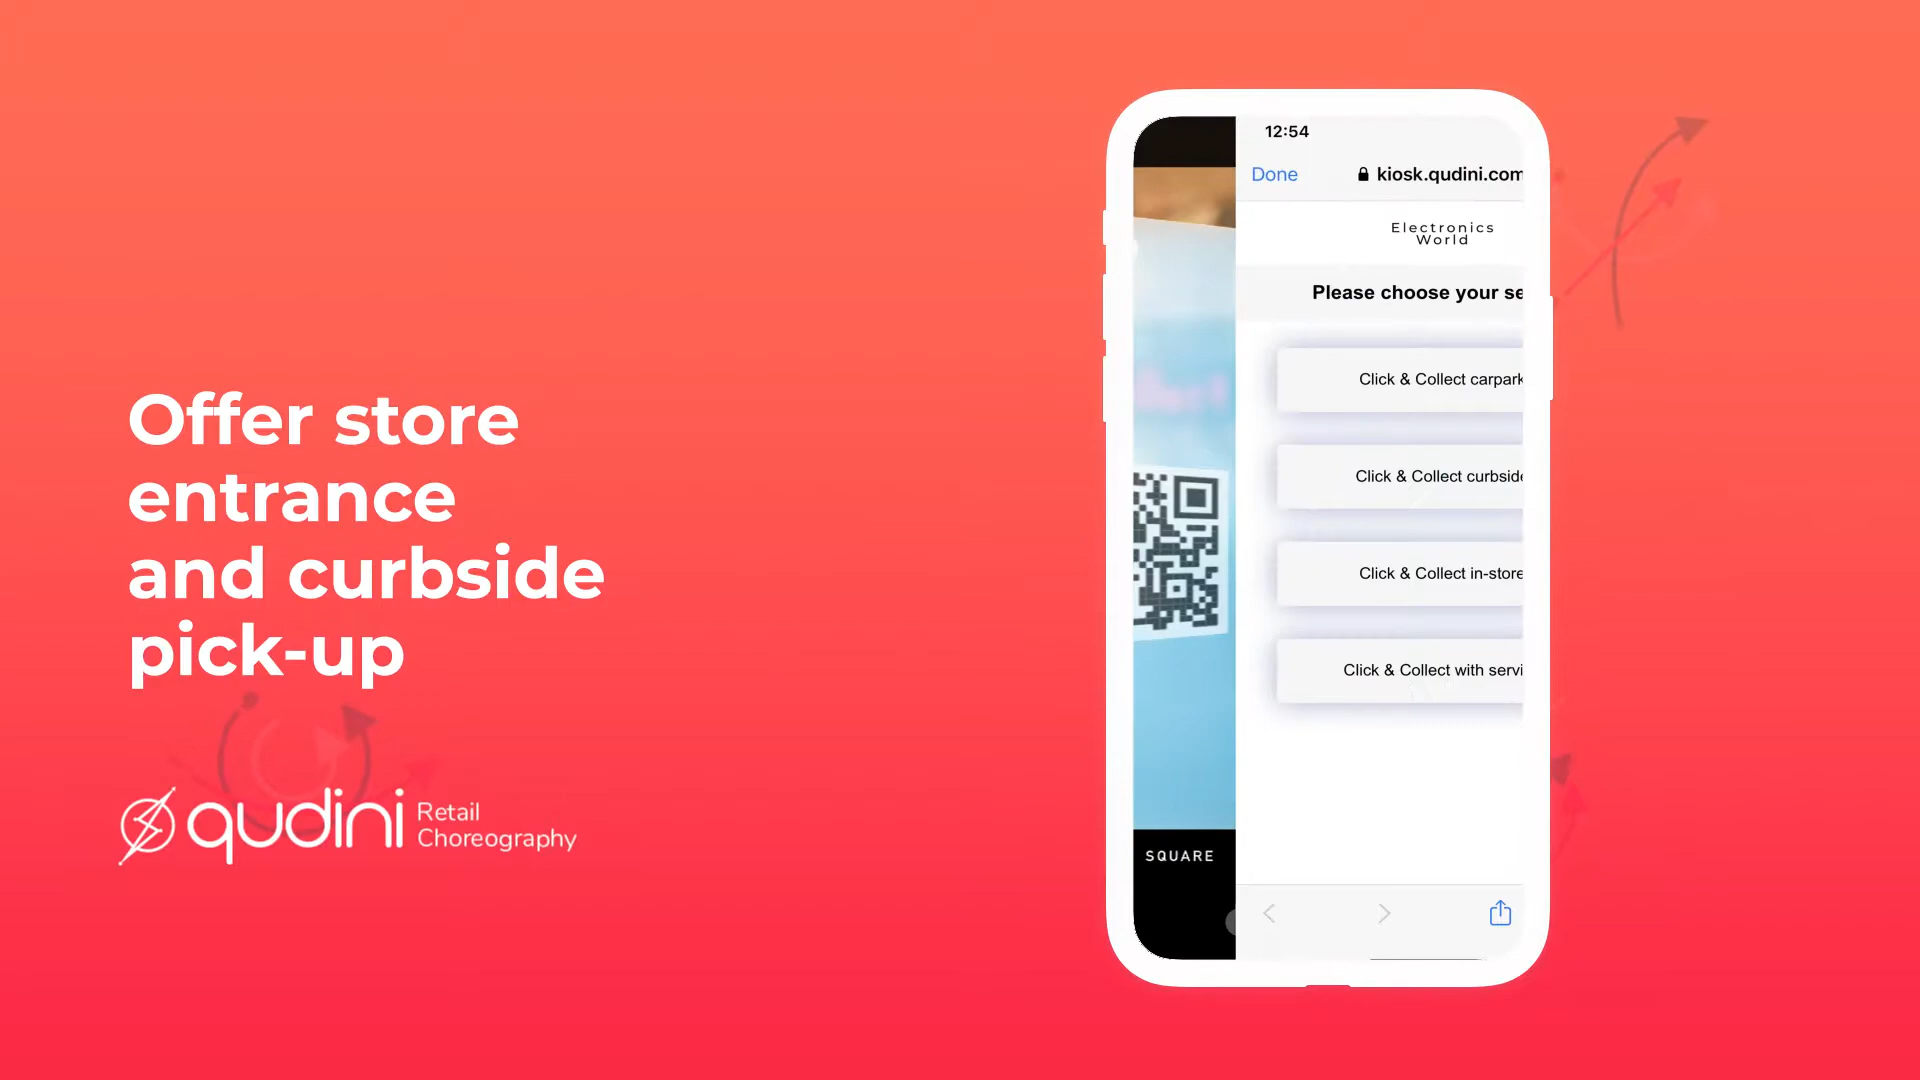 Offer store
entrance
and curbside
pick-up
qudini Retail
Choreography
12:54
Done
kiosk.qudini.com
Electronics
World
Please choose your se
Click & Collect carpark
Click & Collect curbside
Click & Collect in-store
Click & Collect with servi
SQUARE